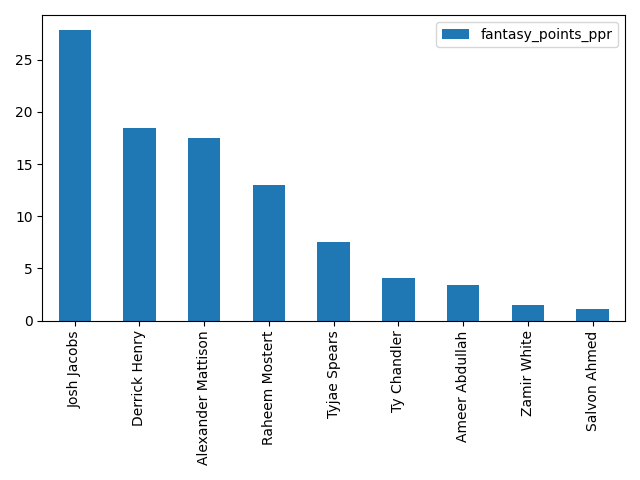 fantasy_points_ppr
25
20
15
10
5
0
Josh Jacobs
Derrick Henry
Alexander Mattison
Raheem Mostert
Tyjae Spears
Ty Chandler
Ameer Abdullah
Zamir White
Salvon Ahmed